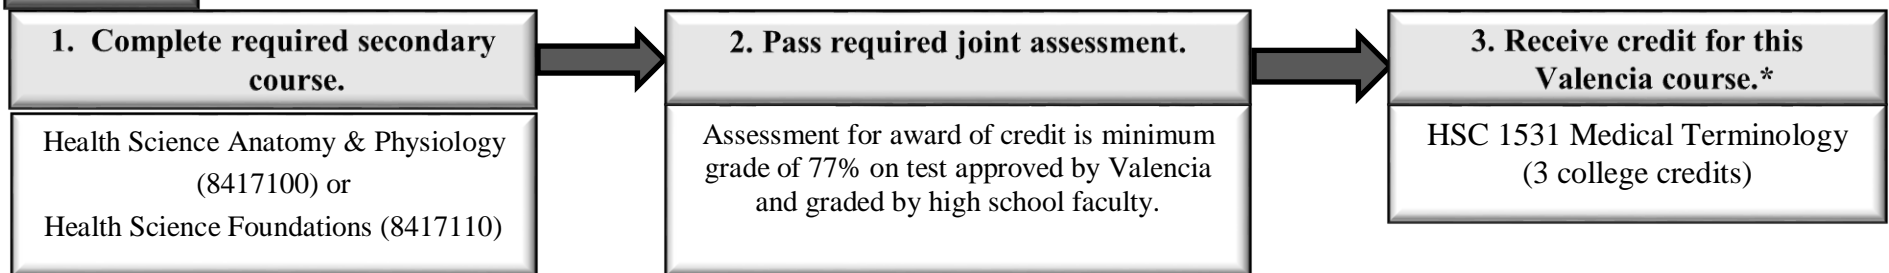 1. Complete required secondary
course.
Health Science Anatomy & Physiology
(8417100) or
Health Science Foundations (8417110)
2. Pass required joint assessment.
Assessment for award of credit is minimum
grade of 77% on test approved by Valencia
and graded by high school faculty.
3. Receive credit for this
Valencia course.*
HSC 1531 Medical Terminology
(3 college credits)